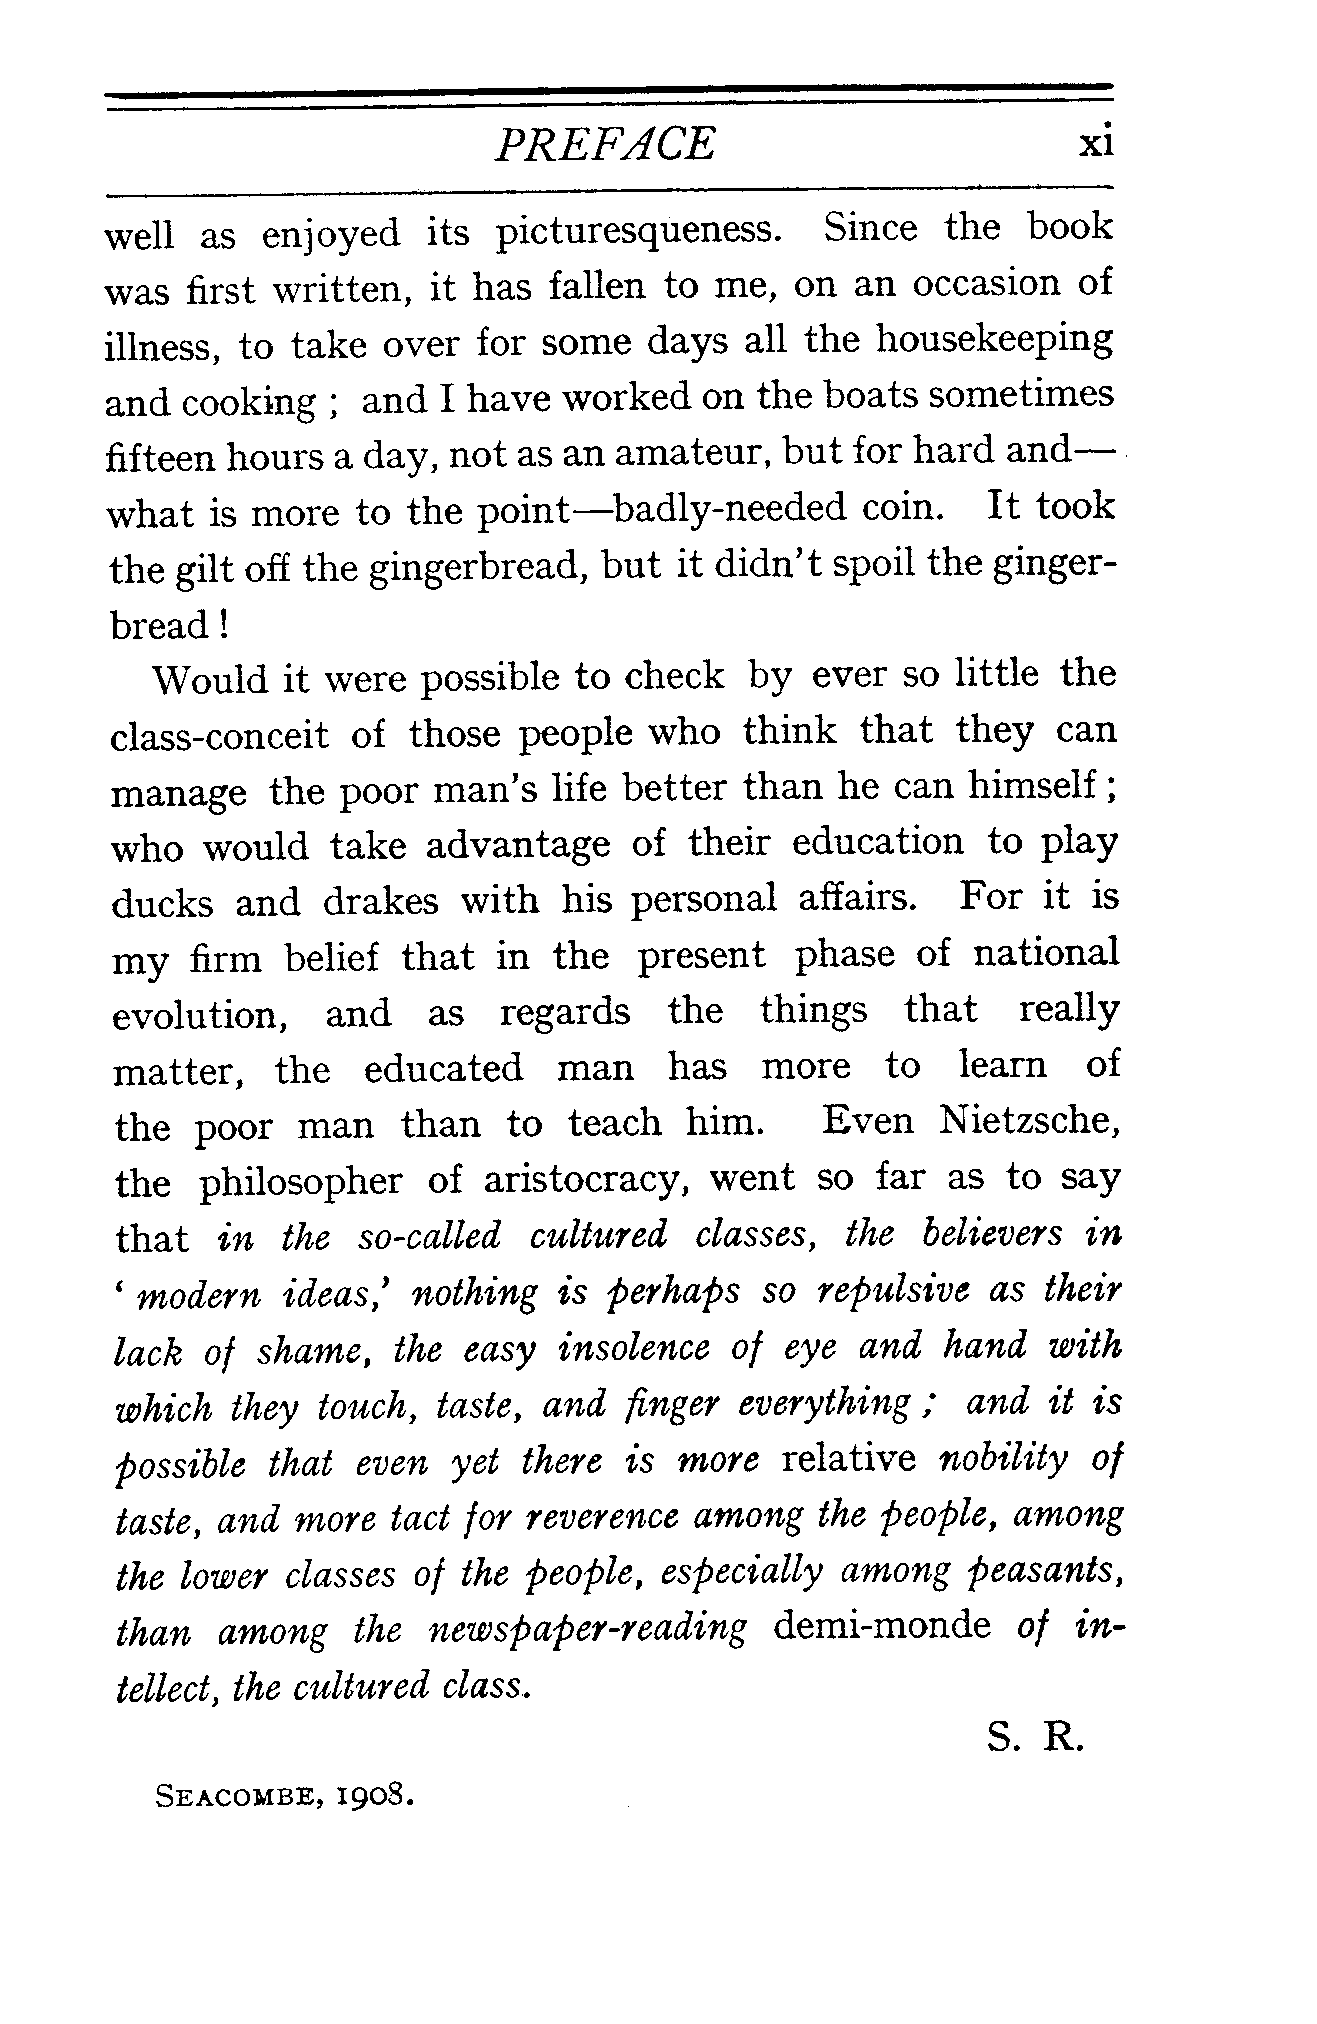 PREFACE xi
well as enjoyed its picturesqueness. Since the book
was first written, it has fallen to me, on an occasion of
illness, to take over for some days all the housekeeping
and cooking ; and I have worked on the boats sometimes
fifteen hours a day, not as an amateur, but for hard and—
what is more to the point—badly-needed coin. It took
the gilt off the gingerbread, but it didn't spoil the ginger-
bread !
Would it were possible to check by ever so little the
class-conceit of those people who think that they can
manage the poor man's life better than he can himself ;
who would take advantage of their education to play
ducks and drakes with his personal affairs. For it is
my firm belief that in the present phase of national
evolution, and as regards the things that really
matter, the educated man has more to learn of
the poor man than to teach him. Even Nietzsche,
the philosopher of aristocracy, went so far as to say
that in the so-called cultured classes, the believers in
‘ modern ideas,’ nothing is perhaps so repulsive as their
lack of shame, the easy insolence of eye and hand with
which they touch, taste, and finger everything ; and it is
possible that even yet there is more relative nobility of
taste, and more tact for reverence among the people, among
the lower classes of the people, especially among peasants,
than among the newspaper-reading demi-monde of in-
tellect, the cultured class.
S. R.
SEACOMBE, 1908.